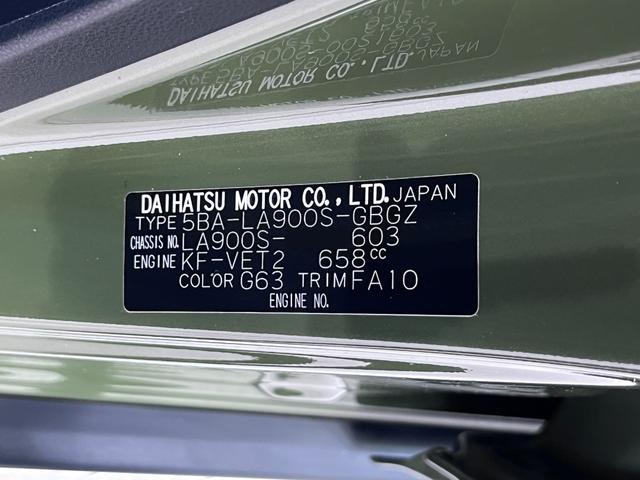 DAIHATSU MOTOR CO., LTD. JAPAN
TYPE 5BA-LA900S-GBGZ
CHASSIS NO. LA900S- 603
ENGINE KF-VET2 658cc
COLOR G63 TRIM FA10
ENGINE NO.